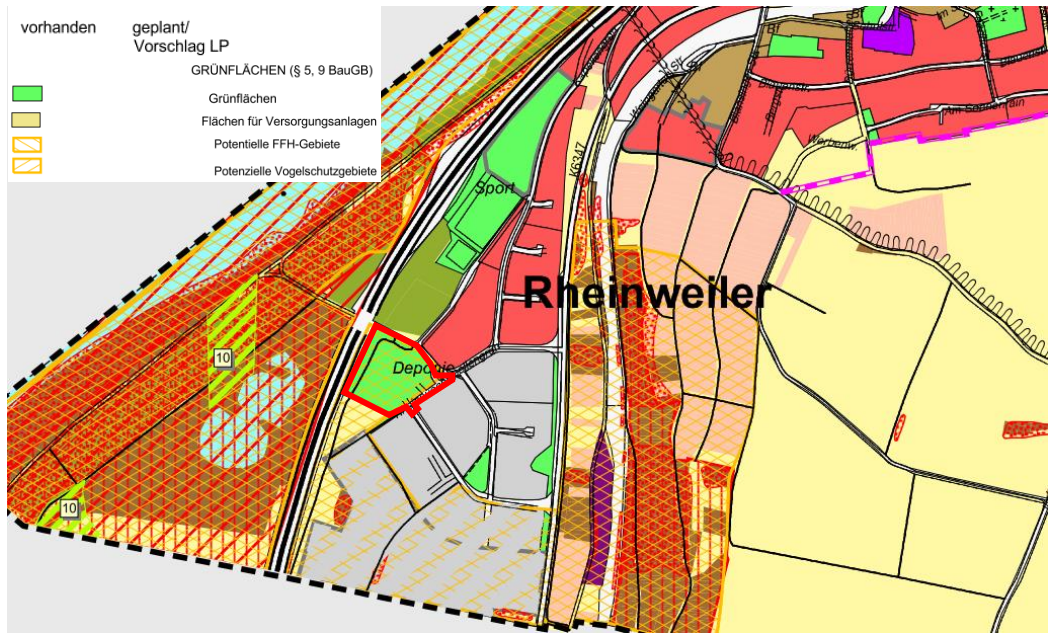 vorhanden geplant/
Vorschlag LP
GRÜNFLÄCHEN (§ 5, 9 BauGB)
Grünflächen
Flächen für Versorgungsanlagen
Potentielle FFH-Gebiete
Potenzielle Vogelschutzgebiete
K6347
Sport
Rheinweiler
10
Deponie
10